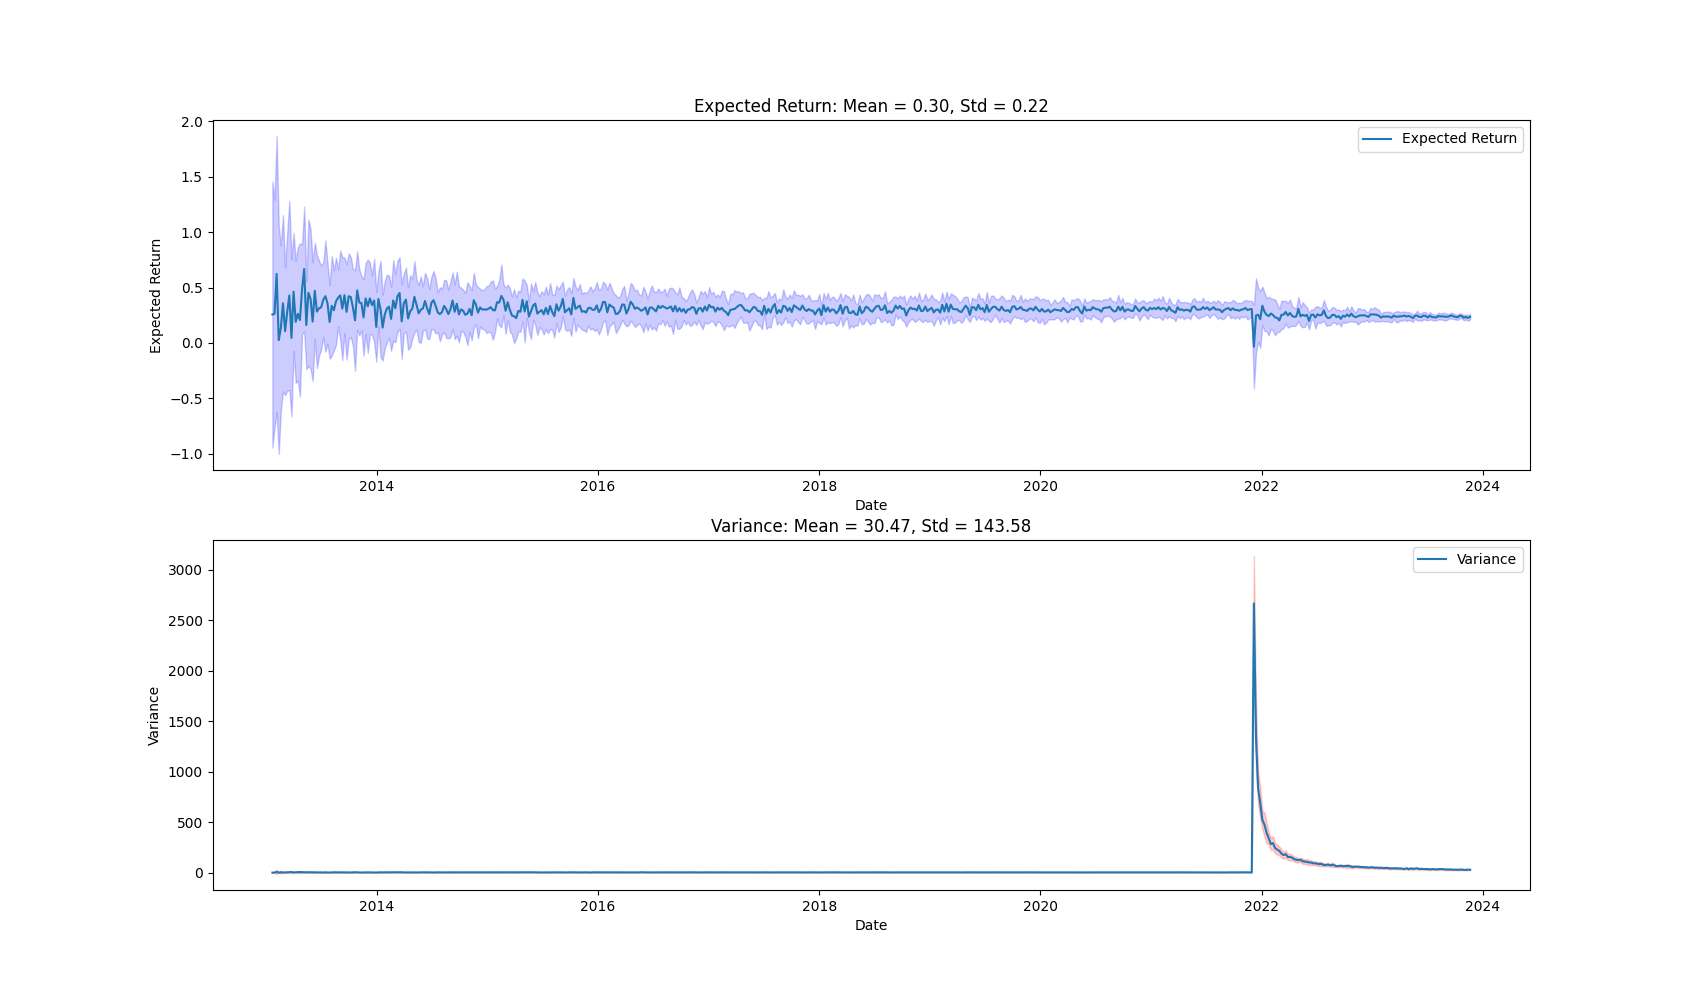 Expected Return: Mean = 0.30, Std = 0.22
Expected Return
2.0
1.5
1.0
0.5
0.0
−0.5
−1.0
Expected Return
2014 2016 2018 2020 2022 2024
Date
Variance: Mean = 30.47, Std = 143.58
Variance
3000
2500
2000
1500
1000
500
0
Variance
2014 2016 2018 2020 2022 2024
Date